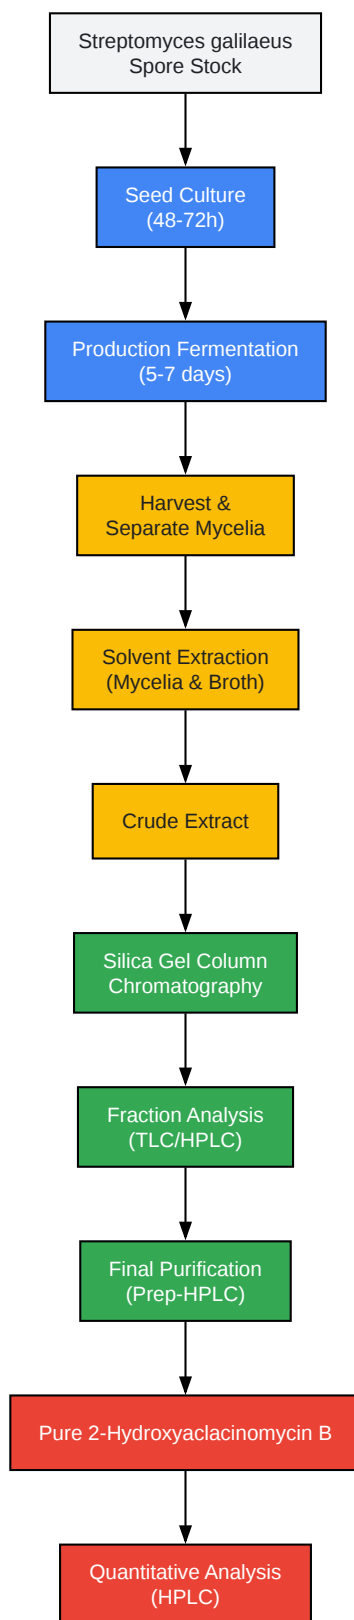 Streptomyces galilaeus
Spore Stock
Seed Culture
(48-72h)
Production Fermentation
(5-7 days)
Harvest &
Separate Mycelia
Solvent Extraction
(Mycelia & Broth)
Crude Extract
Silica Gel Column
Chromatography
Fraction Analysis
(TLC/HPLC)
Final Purification
(Prep-HPLC)
Pure 2-Hydroxyaclacinomycin B
Quantitative Analysis
(HPLC)